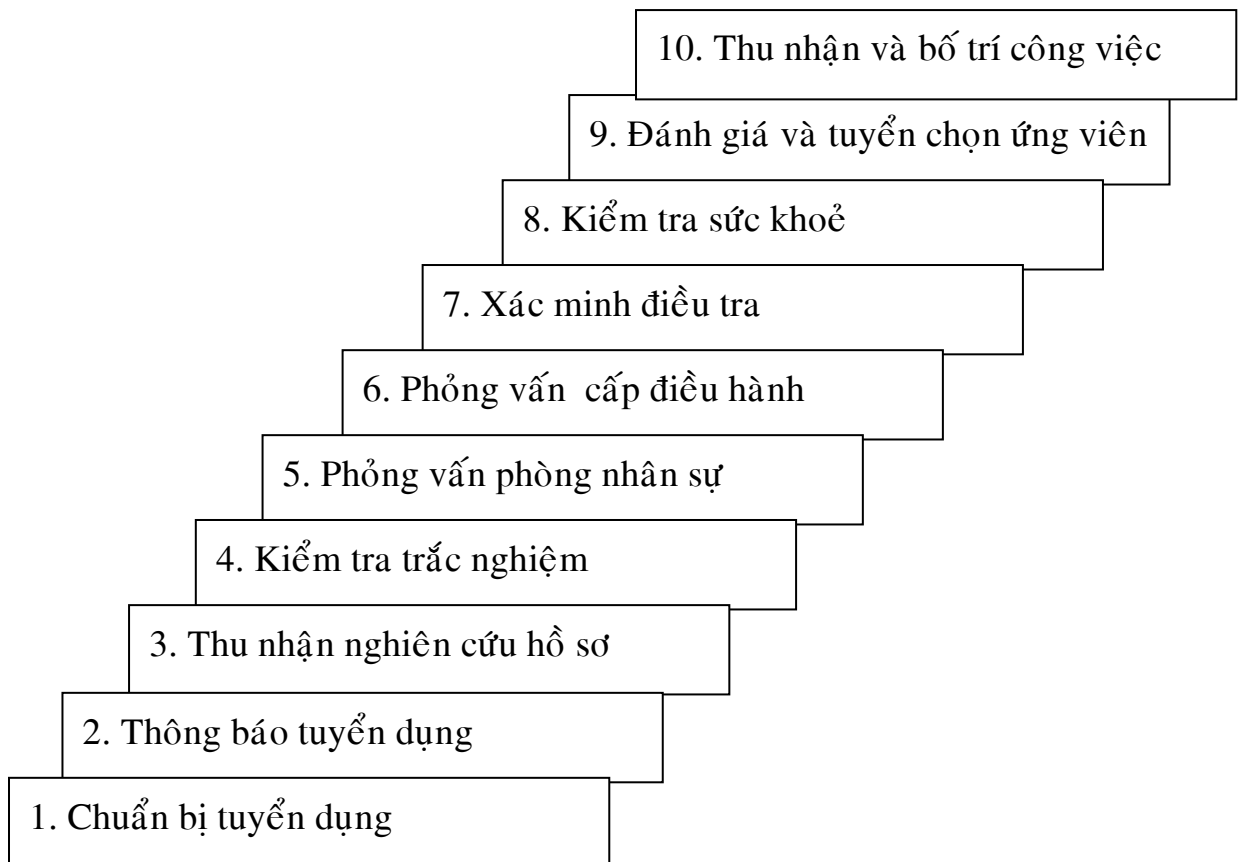 10. Thu nhận và bố trí công việc
9. Đánh giá và tuyển chọn ứng viên
8. Kiểm tra sức khoẻ
7. Xác minh điều tra
6. Phỏng vấn cấp điều hành
5. Phỏng vấn phòng nhân sự
4. Kiểm tra trắc nghiệm
3. Thu nhận nghiên cứu hồ sơ
2. Thông báo tuyển dụng
1. Chuẩn bị tuyển dụng